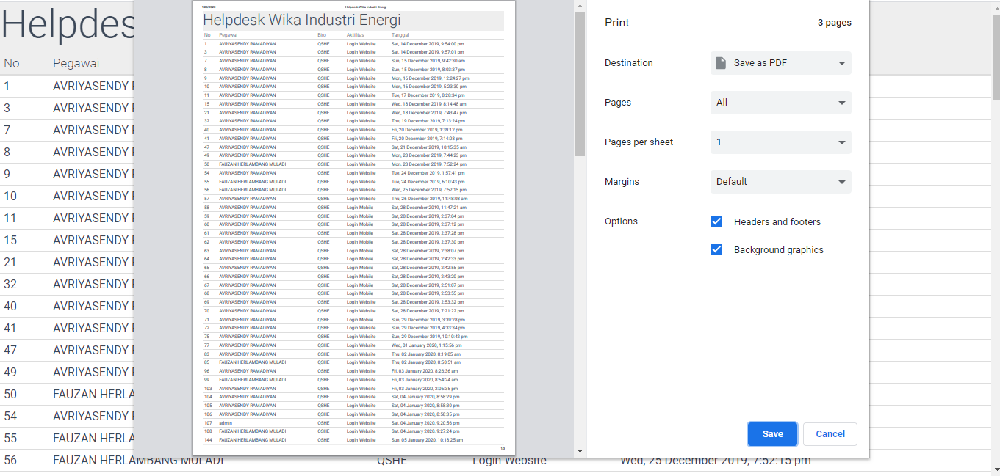 Helpdes
No Pegawai
1 AVRIYASENDY
3 AVRIYASENDY
7 AVRIYASENDY
8 AVRIYASENDY
9 AVRIYASENDY
10 AVRIYASENDY
11 AVRIYASENDY
15 AVRIYASENDY
21 AVRIYASENDY
32 AVRIYASENDY
40 AVRIYASENDY
41 AVRIYASENDY
47 AVRIYASENDY
49 AVRIYASENDY
50 FAUZAN HERLA
54 AVRIYASENDY
55 FAUZAN HERLA
56 FAUZAN HERLAMBANG MULADI QSHE Login Website Wed, 25 December 2019, 7:52:15 pm
1/26/2020 Helpdesk Wika Industri Energi
Helpdesk Wika Industri Energi
No Pegawai Biro Aktifitas Tanggal
1 AVRIYASENDY RAMADIYAN QSHE Login Website Sat, 14 December 2019, 9:54:00 pm
3 AVRIYASENDY RAMADIYAN QSHE Login Website Sat, 14 December 2019, 9:57:01 pm
7 AVRIYASENDY RAMADIYAN QSHE Login Website Sun, 15 December 2019, 9:42:30 am
8 AVRIYASENDY RAMADIYAN QSHE Login Website Sun, 15 December 2019, 8:03:37 pm
9 AVRIYASENDY RAMADIYAN QSHE Login Website Mon, 16 December 2019, 12:24:27 pm
10 AVRIYASENDY RAMADIYAN QSHE Login Website Mon, 16 December 2019, 5:23:30 pm
11 AVRIYASENDY RAMADIYAN QSHE Login Website Tue, 17 December 2019, 8:28:34 pm
15 AVRIYASENDY RAMADIYAN QSHE Login Website Wed, 18 December 2019, 8:14:48 am
21 AVRIYASENDY RAMADIYAN QSHE Login Website Wed, 18 December 2019, 7:43:47 pm
32 AVRIYASENDY RAMADIYAN QSHE Login Website Thu, 19 December 2019, 7:13:24 pm
40 AVRIYASENDY RAMADIYAN QSHE Login Website Fri, 20 December 2019, 1:39:12 pm
41 AVRIYASENDY RAMADIYAN QSHE Login Website Fri, 20 December 2019, 7:14:08 pm
47 AVRIYASENDY RAMADIYAN QSHE Login Website Sat, 21 December 2019, 10:15:35 am
49 AVRIYASENDY RAMADIYAN QSHE Login Website Mon, 23 December 2019, 7:44:23 pm
50 FAUZAN HERLAMBANG MULADI QSHE Login Website Mon, 23 December 2019, 7:52:24 pm
54 AVRIYASENDY RAMADIYAN QSHE Login Website Tue, 24 December 2019, 1:57:41 pm
55 FAUZAN HERLAMBANG MULADI QSHE Login Website Tue, 24 December 2019, 6:10:43 pm
56 FAUZAN HERLAMBANG MULADI QSHE Login Website Wed, 25 December 2019, 7:52:15 pm
57 AVRIYASENDY RAMADIYAN QSHE Login Website Thu, 26 December 2019, 11:48:08 am
58 AVRIYASENDY RAMADIYAN QSHE Login Mobile Sat, 28 December 2019, 11:47:21 am
59 AVRIYASENDY RAMADIYAN QSHE Login Mobile Sat, 28 December 2019, 2:37:04 pm
60 AVRIYASENDY RAMADIYAN QSHE Login Mobile Sat, 28 December 2019, 2:37:12 pm
61 AVRIYASENDY RAMADIYAN QSHE Login Mobile Sat, 28 December 2019, 2:37:28 pm
62 AVRIYASENDY RAMADIYAN QSHE Login Mobile Sat, 28 December 2019, 2:37:30 pm
63 AVRIYASENDY RAMADIYAN QSHE Login Mobile Sat, 28 December 2019, 2:38:07 pm
64 AVRIYASENDY RAMADIYAN QSHE Login Mobile Sat, 28 December 2019, 2:42:33 pm
65 AVRIYASENDY RAMADIYAN QSHE Login Mobile Sat, 28 December 2019, 2:42:55 pm
66 AVRIYASENDY RAMADIYAN QSHE Login Mobile Sat, 28 December 2019, 2:43:20 pm
67 AVRIYASENDY RAMADIYAN QSHE Login Mobile Sat, 28 December 2019, 2:51:07 pm
68 AVRIYASENDY RAMADIYAN QSHE Login Mobile Sat, 28 December 2019, 2:53:55 pm
69 AVRIYASENDY RAMADIYAN QSHE Login Website Sat, 28 December 2019, 2:53:32 pm
70 AVRIYASENDY RAMADIYAN QSHE Login Website Sat, 28 December 2019, 7:21:22 pm
71 AVRIYASENDY RAMADIYAN QSHE Login Mobile Sun, 29 December 2019, 3:39:28 pm
72 AVRIYASENDY RAMADIYAN QSHE Login Website Sun, 29 December 2019, 4:33:34 pm
75 AVRIYASENDY RAMADIYAN QSHE Login Website Sun, 29 December 2019, 10:10:42 pm
77 AVRIYASENDY RAMADIYAN QSHE Login Website Wed, 01 January 2020, 1:15:56 pm
83 AVRIYASENDY RAMADIYAN QSHE Login Website Thu, 02 January 2020, 8:19:05 am
85 FAUZAN HERLAMBANG MULADI QSHE Login Website Thu, 02 January 2020, 8:50:51 am
96 AVRIYASENDY RAMADIYAN QSHE Login Website Fri, 03 January 2020, 8:26:36 am
99 FAUZAN HERLAMBANG MULADI QSHE Login Website Fri, 03 January 2020, 8:54:24 am
103 AVRIYASENDY RAMADIYAN QSHE Login Website Fri, 03 January 2020, 2:06:35 pm
104 AVRIYASENDY RAMADIYAN QSHE Login Website Sat, 04 January 2020, 8:58:29 pm
105 AVRIYASENDY RAMADIYAN QSHE Login Website Sat, 04 January 2020, 8:58:30 pm
106 AVRIYASENDY RAMADIYAN QSHE Login Website Sat, 04 January 2020, 8:58:35 pm
107 admin QSHE Login Website Sat, 04 January 2020, 9:20:56 pm
108 FAUZAN HERLAMBANG MULADI QSHE Login Website Sat, 04 January 2020, 9:27:24 pm
144 FAUZAN HERLAMBANG MULADI QSHE Login Website Sun, 05 January 2020, 10:18:25 am
1/3
Print 3 pages
Destination Save as PDF
Pages All
Pages per sheet 1
Margins Default
Options Headers and footers
Background graphics
Save Cancel